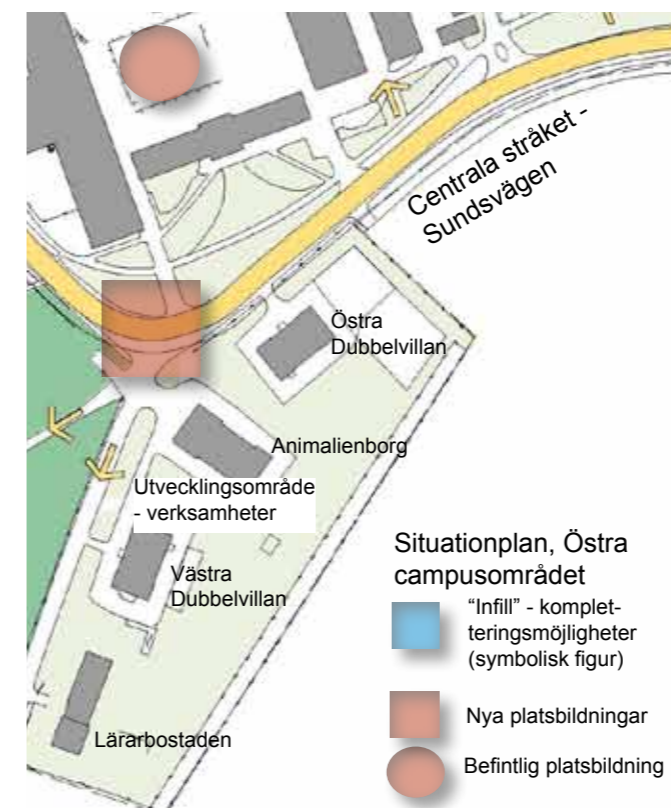 Centrala stråket -
Sundsvägen
Östra
Dubbelvillan
Animalienborg
Utvecklingsområde
- verksamheter
Västra
Dubbelvillan
Lärarbostaden
Situationplan, Östra
campusområdet
“Infill” - komplet-
teringsmöjligheter
(symbolisk figur)
Nya platsbildningar
Befintlig platsbildning